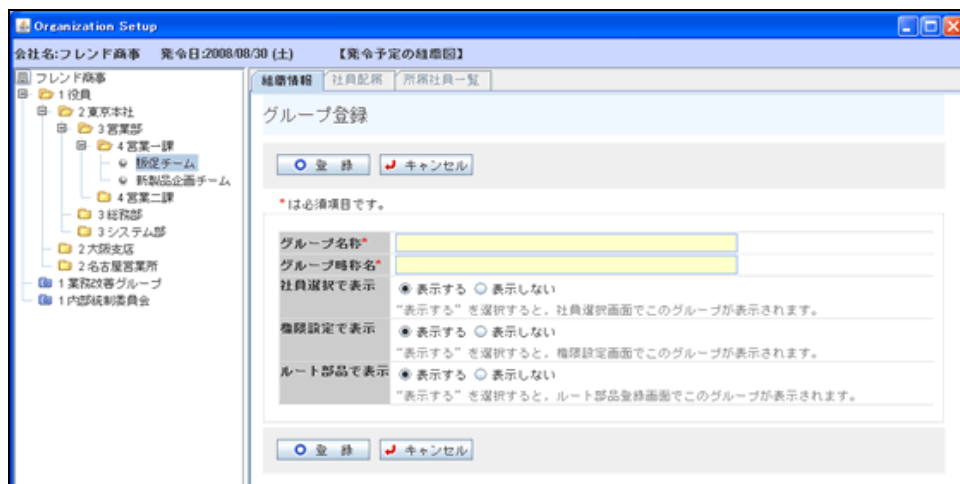 Organization Setup
会社名:フレンド商事 発令日:2008/08/30 (土) 【発令予定の組織図】
フレンド商事
1 役員
2 東京本社
3 営業部
4 営業一課
販促チーム
新製品企画チーム
4 営業二課
3 総務部
3 システム部
2 大阪支店
2 名古屋営業所
1 業務改善グループ
1 内部統制委員会
組織情報 社員配属 所属社員一覧
グループ登録
登 録 キャンセル
*は必須項目です。
グループ名称*
グループ略称名*
社員選択で表示 表示する 表示しない
"表示する" を選択すると、社員選択画面でこのグループが表示されます。
権限設定で表示 表示する 表示しない
"表示する" を選択すると、権限設定画面でこのグループが表示されます。
ルート部品で表示 表示する 表示しない
"表示する" を選択すると、ルート部品登録画面でこのグループが表示されます。
登 録 キャンセル